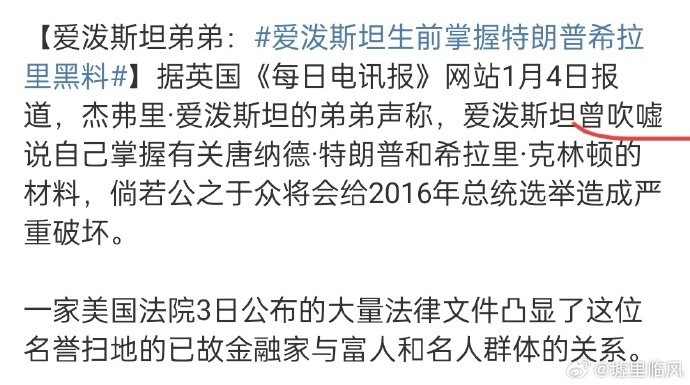 【爱泼斯坦弟弟：#爱泼斯坦生前掌握特朗普希拉
里黑料#】据英国《每日电讯报》网站1月4日报
道，杰弗里·爱泼斯坦的弟弟声称，爱泼斯坦曾吹嘘
说自己掌握有关唐纳德·特朗普和希拉里·克林顿的
材料，倘若公之于众将会给2016年总统选举造成严
重破坏。
一家美国法院3日公布的大量法律文件凸显了这位
名誉扫地的已故金融家与富人和名人群体的关系。
@墟里临风